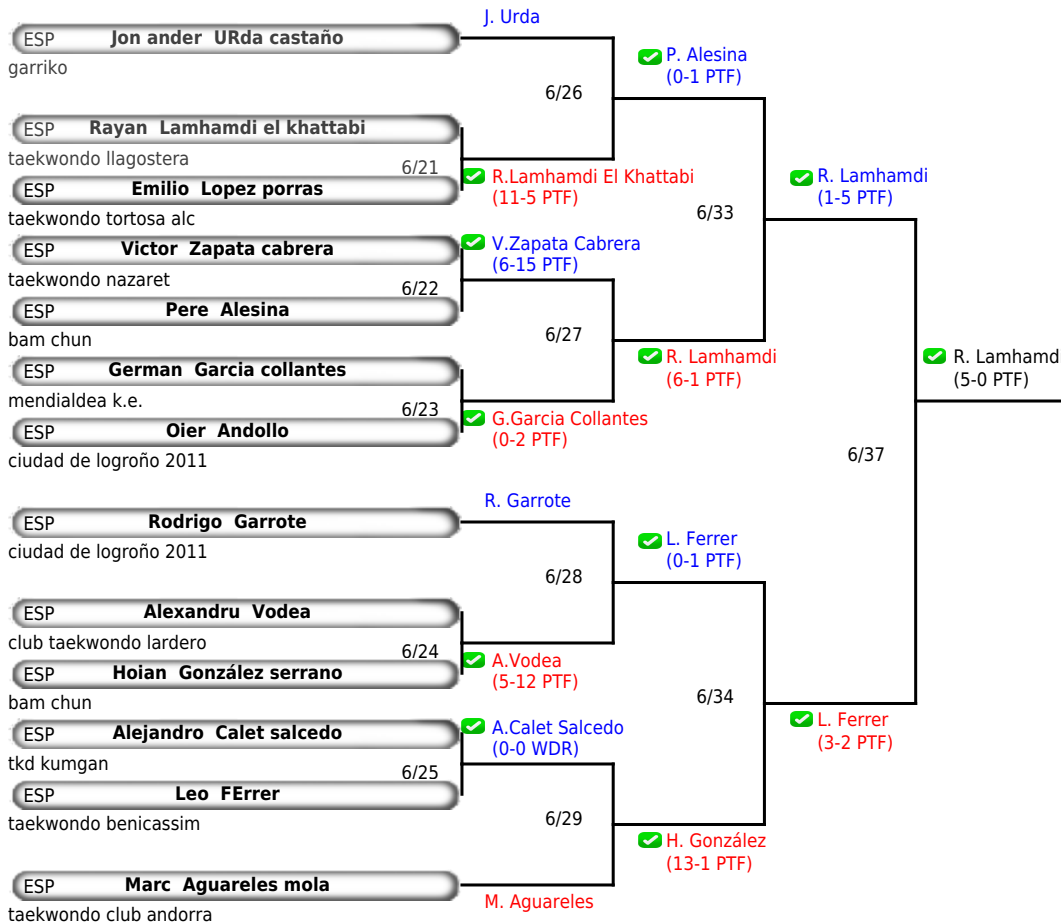 J. Urda
ESP Jon ander URda castaño
garriko
P. Alesina
(0-1 PTF)
6/26
ESP Rayan Lamhamdi el khattabi
taekwondo llagostera
6/21
R.Lamhamdi El Khattabi
(11-5 PTF)
R. Lamhamdi
(1-5 PTF)
ESP Emilio Lopez porras
taekwondo tortosa alc
6/33
ESP Victor Zapata cabrera
V.Zapata Cabrera
(6-15 PTF)
taekwondo nazaret
6/22
ESP Pere Alesina
bam chun
6/27
R. Lamhamdi
(6-1 PTF)
R. Lamhamd
(5-0 PTF)
ESP German Garcia collantes
mendialdea k.e.
6/23
G.Garcia Collantes
(0-2 PTF)
ESP Oier Andollo
ciudad de logroño 2011
6/37
R. Garrote
ESP Rodrigo Garrote
ciudad de logroño 2011
L. Ferrer
(0-1 PTF)
6/28
ESP Alexandru Vodea
club taekwondo lardero
6/24
A.Vodea
(5-12 PTF)
ESP Hoian González serrano
bam chun
6/34
ESP Alejandro Calet salcedo
A.Calet Salcedo
(0-0 WDR)
L. Ferrer
(3-2 PTF)
tkd kumgan
6/25
ESP Leo FErrer
taekwondo benicassim
6/29
H. González
(13-1 PTF)
ESP Marc Aguareles mola
M. Aguareles
taekwondo club andorra